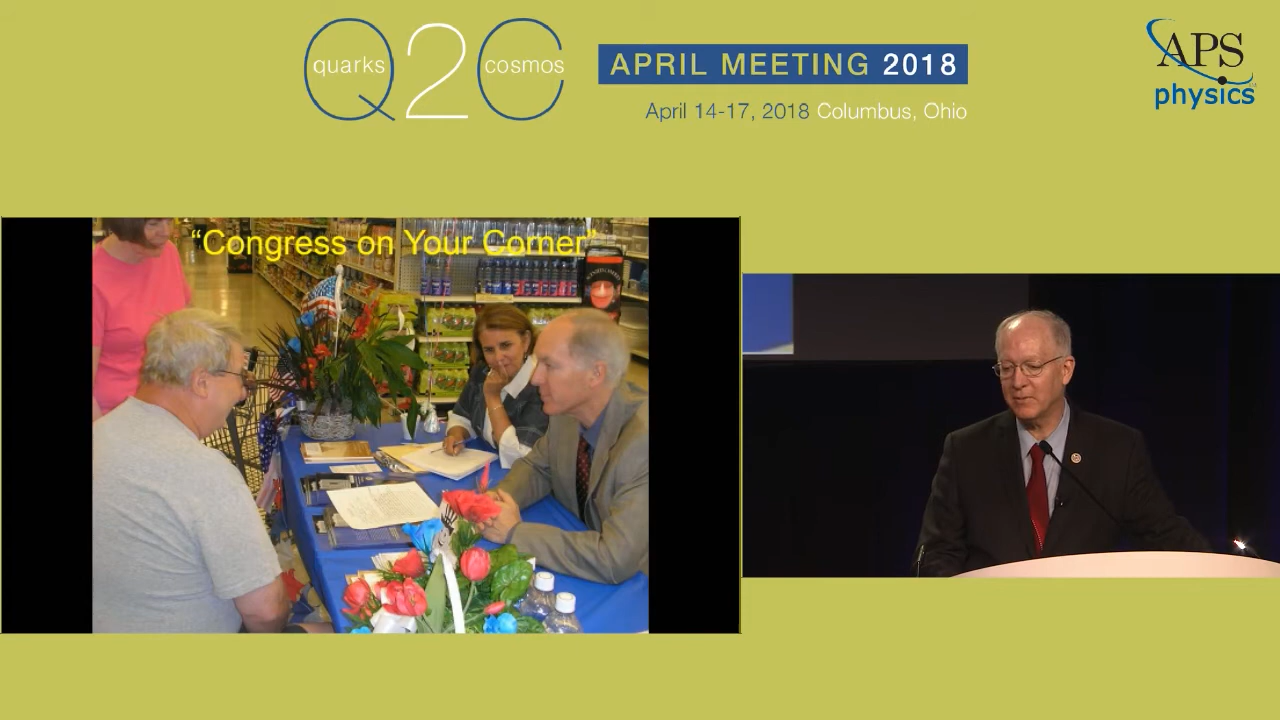 quarks
Q2C
cosmos
APRIL MEETING 2018
April 14-17, 2018 Columbus, Ohio
APS
physics
“Congress on Your Corner”